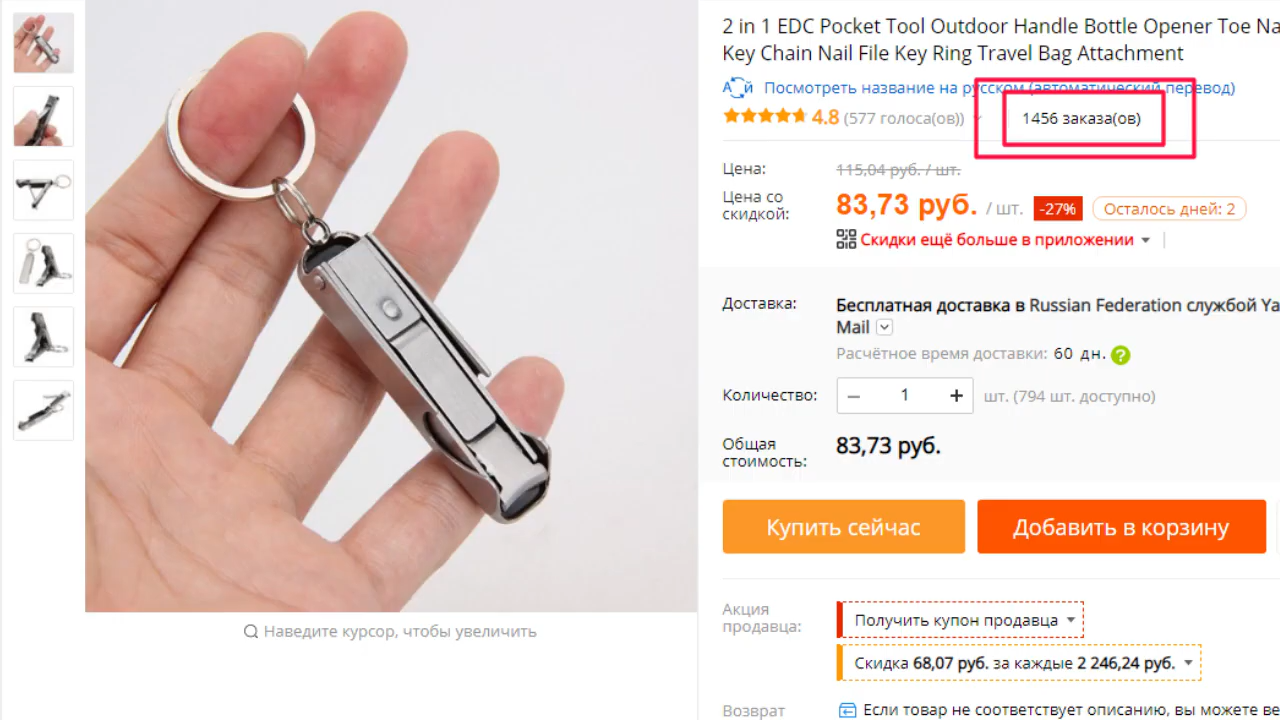 2 in 1 EDC Pocket Tool Outdoor Handle Bottle Opener Toe
Key Chain Nail File Key Ring Travel Bag Attachment
Посмотреть название на русском (автоматический перевод)
4.8 (577 голоса(ов))
1456 заказа(ов)
Цена:
115,04 руб. / шт.
Цена со
скидкой:
83,73 руб. / шт.
-27%
Осталось дней: 2
Скидки ещё больше в приложении
Доставка:
Бесплатная доставка в Russian Federation службой
Mail
Расчётное время доставки: 60 дн.
?
Количество:
— 1 +
шт. (794 шт. доступно)
Общая
стоимость:
83,73 руб.
Купить сейчас
Добавить в корзину
Наведите курсор, чтобы увеличить
Акция
продавца:
Получить купон продавца
Скидка 68,07 руб. за каждые 2 246,24 руб.
Возврат
Если товар не соответствует описанию, вы можете